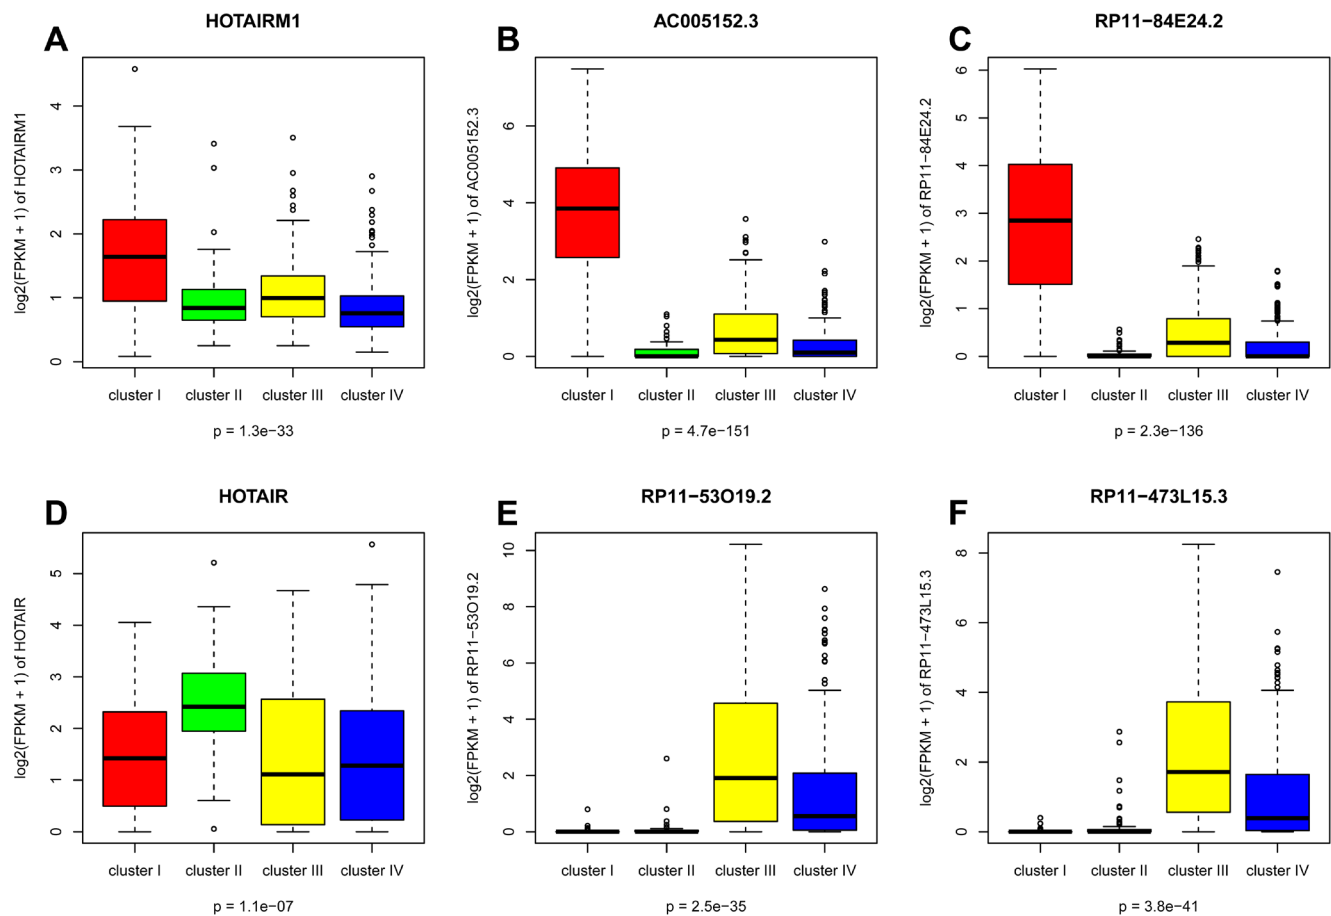 A
HOTAIRM1
log2(FPKM + 1) of HOTAIRM1
4
3
2
1
0
cluster I
cluster II
cluster III
cluster IV
p = 1.3e−33
B
AC005152.3
log2(FPKM + 1) of AC005152.3
6
4
2
0
cluster I
cluster II
cluster III
cluster IV
p = 4.7e−151
C
RP11−84E24.2
log2(FPKM + 1) of RP11−84E24.2
6
5
4
3
2
1
0
cluster I
cluster II
cluster III
cluster IV
p = 2.3e−136
D
HOTAIR
log2(FPKM + 1) of HOTAIR
5
4
3
2
1
0
cluster I
cluster II
cluster III
cluster IV
p = 1.1e−07
E
RP11−53O19.2
log2(FPKM + 1) of RP11−53O19.2
10
8
6
4
2
0
cluster I
cluster II
cluster III
cluster IV
p = 2.5e−35
F
RP11−473L15.3
log2(FPKM + 1) of RP11−473L15.3
8
6
4
2
0
cluster I
cluster II
cluster III
cluster IV
p = 3.8e−41